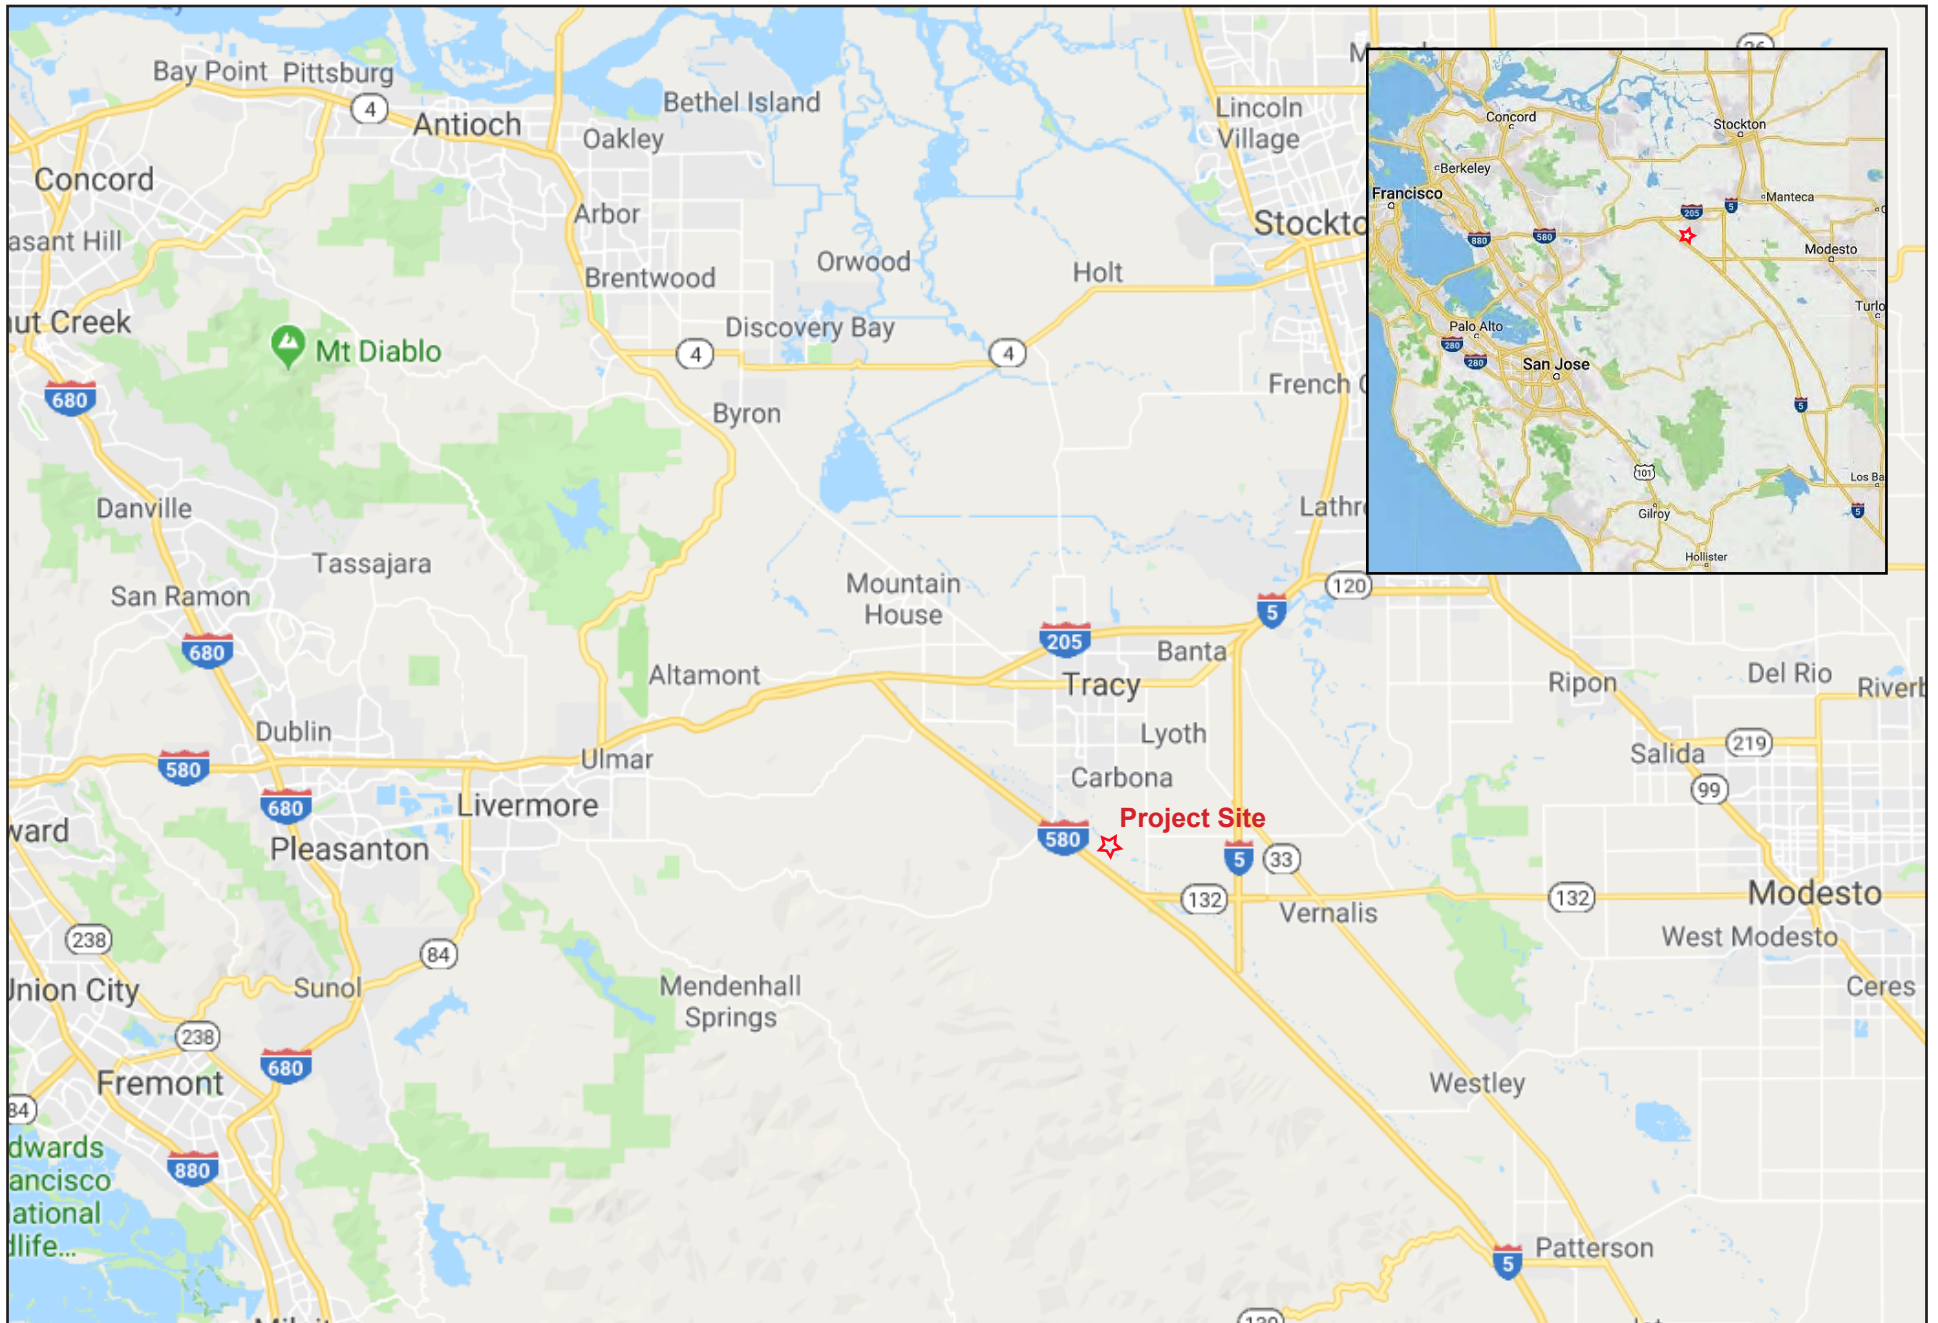 Bay Point
Pittsburg
4
Antioch
Bethel Island
Oakley
Lincoln
Village
Concord
Arbor
Stockto
asant Hill
Brentwood
Orwood
Holt
ut Creek
Mt Diablo
Discovery Bay
4
4
680
Byron
French
Danville
Lathr
Tassajara
San Ramon
Mountain
House
120
5
680
205
Banta
Altamont
Tracy
Ripon
Del Rio
Riverb
Dublin
Lyoth
580
Ulmar
Salida
219
Carbona
680
Livermore
99
ward
Project Site
Pleasanton
580
5
33
132
132
Modesto
Vernalis
238
West Modesto
84
Union City
Sunol
Mendenhall
Springs
Ceres
238
680
Fremont
Westley
84
dwards
ancisco
ational
dlife...
880
5
Patterson
Concord
Stockton
Berkeley
Francisco
Manteca
205
5
880
580
Modesto
Turlo
Palo Alto
280
280
San Jose
5
101
Los Ba
Gilroy
5
Hollister